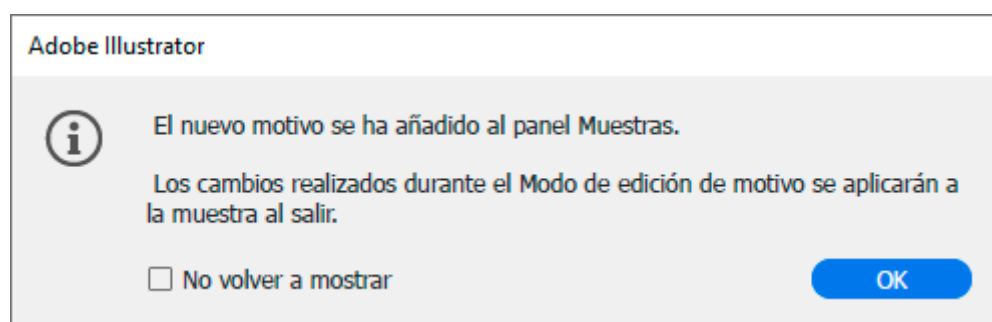 Adobe Illustrator
El nuevo motivo se ha añadido al panel Muestras.
Los cambios realizados durante el Modo de edición de motivo se aplicarán a
la muestra al salir.
No volver a mostrar
OK